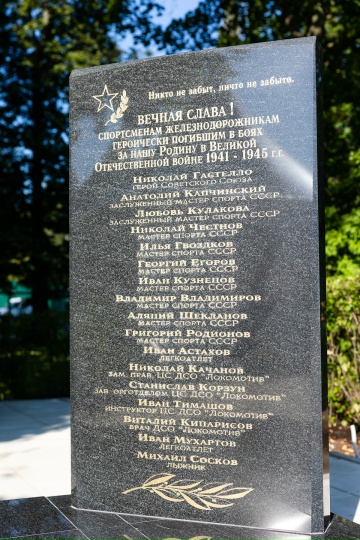 Никто не забыт, ничто не забыто.
ВЕЧНАЯ СЛАВА!
СПОРТСМЕНАМ ЖЕЛЕЗНОДОРОЖНИКАМ
ГЕРОИЧЕСКИ ПОГИБШИМ В БОЯХ
ЗА НАШУ РОДИНУ В ВЕЛИКОЙ
ОТЕЧЕСТВЕННОЙ ВОЙНЕ 1941 - 1945 г.г.
НИКОЛАЙ ГАСТЕЛЛО
ГЕРОЙ СОВЕТСКОГО СОЮЗА
АНАТОЛИЙ КАПЧИНСКИЙ
ЗАСЛУЖЕННЫЙ МАСТЕР СПОРТА СССР
ЛЮБОВЬ КУЛАКОВА
ЗАСЛУЖЕННЫЙ МАСТЕР СПОРТА СССР
НИКОЛАЙ ЧЕСТНОВ
МАСТЕР СПОРТА СССР
ИЛЬЯ ГВОЗДКОВ
МАСТЕР СПОРТА СССР
ГЕОРГИЙ ЕГОРОВ
МАСТЕР СПОРТА СССР
ИВАН КУЗНЕЦОВ
МАСТЕР СПОРТА СССР
ВЛАДИМИР ВЛАДИМИРОВ
МАСТЕР СПОРТА СССР
АЛЯПИЙ ШЕКЛАНОВ
МАСТЕР СПОРТА СССР
ГРИГОРИЙ РОДИОНОВ
МАСТЕР СПОРТА СССР
ИВАН АСТАХОВ
ЛЕГКОАТЛЕТ
НИКОЛАЙ КАЧАНОВ
ЗАМ. ПРАВ. ЦС ДСО "ЛОКОМОТИВ"
СТАНИСЛАВ КОРЗУН
ЗАВ. ОРГОТДЕЛОМ ЦС ДСО "ЛОКОМОТИВ"
ИВАН ТИМАШОВ
ИНСТРУКТОР ЦС ДСО "ЛОКОМОТИВ"
ВИТАЛИЙ КИПАРИСОВ
ВРАЧ ДСО "ЛОКОМОТИВ"
ИВАН МУХАРТОВ
ЛЕГКОАТЛЕТ
МИХАИЛ СОСКОВ
ЛЫЖНИК